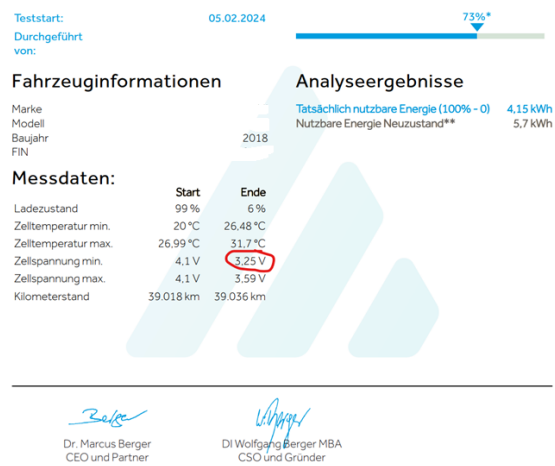 Teststart: 05.02.2024
73%*
Durchgeführt
von:
Fahrzeuginformationen
Marke
Modell
Baujahr 2018
FIN
Analyseergebnisse
Tatsächlich nutzbare Energie (100% - 0) 4,15 kWh
Nutzbare Energie Neuzustand** 5,7 kWh
Messdaten:
Start Ende
Ladezustand 99 % 6 %
Zelltemperatur min. 20 °C 26,48 °C
Zelltemperatur max. 26,99 °C 31,7 °C
Zellspannung min. 4,1 V 3,25 V
Zellspannung max. 4,1 V 3,59 V
Kilometerstand 39.018 km 39.036 km
Dr. Marcus Berger
CEO und Partner
DI Wolfgang Berger MBA
CSO und Gründer